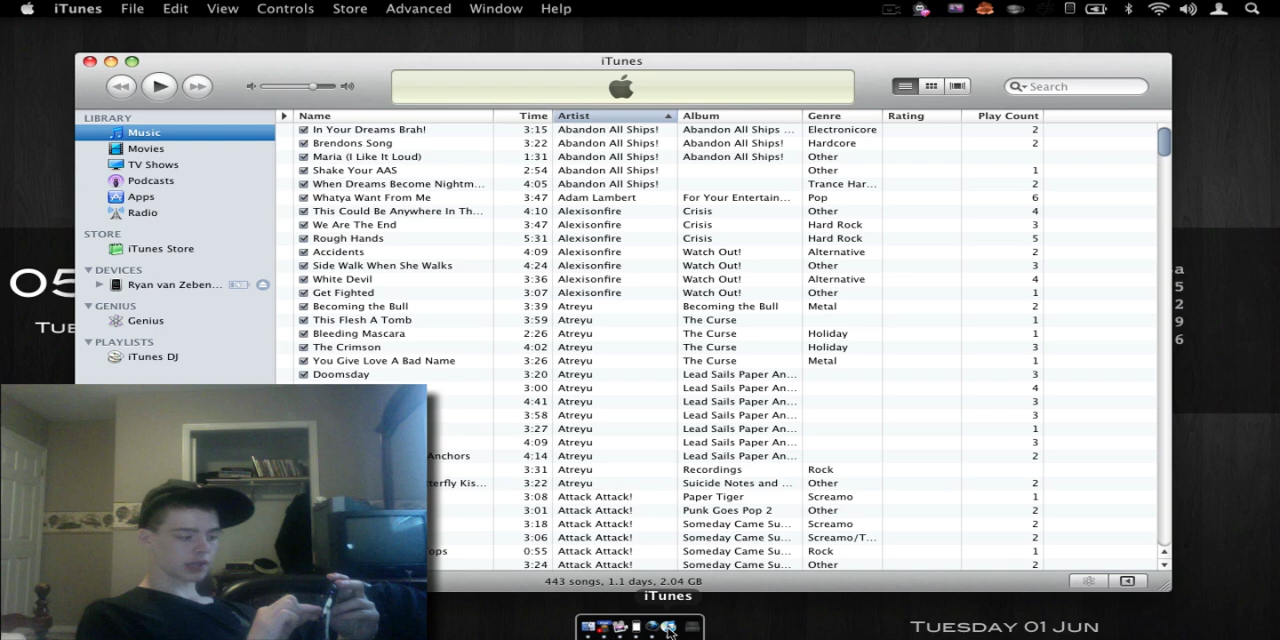 iTunes File Edit View Controls Store Advanced Window Help
iTunes
Search
LIBRARY
Music
Movies
TV Shows
Podcasts
Apps
Radio
STORE
iTunes Store
DEVICES
Ryan van Zeben...
GENIUS
Genius
PLAYLISTS
iTunes DJ
Name Time Artist Album Genre Rating Play Count
In Your Dreams Brah! 3:15 Abandon All Ships! Abandon All Ships ... Electronicore 2
Brendons Song 3:22 Abandon All Ships! Abandon All Ships! Hardcore 2
Maria (I Like It Loud) 1:31 Abandon All Ships! Abandon All Ships! Other
Shake Your AAS 2:54 Abandon All Ships! Other 1
When Dreams Become Nightm... 4:05 Abandon All Ships! Trance Har... 2
Whatya Want From Me 3:47 Adam Lambert For Your Entertain... Pop 6
This Could Be Anywhere In Th... 4:10 Alexisonfire Crisis Other 4
We Are The End 3:47 Alexisonfire Crisis Hard Rock 3
Rough Hands 5:31 Alexisonfire Crisis Hard Rock 5
Accidents 4:09 Alexisonfire Watch Out! Alternative 2
Side Walk When She Walks 4:24 Alexisonfire Watch Out! Other 3
White Devil 3:36 Alexisonfire Watch Out! Alternative 4
Get Fighted 3:07 Alexisonfire Watch Out! Other 1
Becoming the Bull 3:39 Atreyu Becoming the Bull Metal 2
This Flesh A Tomb 3:59 Atreyu The Curse 1
Bleeding Mascara 2:26 Atreyu The Curse Holiday 1
The Crimson 4:02 Atreyu The Curse Holiday 3
You Give Love A Bad Name 3:26 Atreyu The Curse Metal 1
Doomsday 3:20 Atreyu Lead Sails Paper An... 3
3:00 Atreyu Lead Sails Paper An... 4
4:41 Atreyu Lead Sails Paper An... 3
3:58 Atreyu Lead Sails Paper An... 3
3:27 Atreyu Lead Sails Paper An... 1
4:09 Atreyu Lead Sails Paper An... 3
Anchors 4:14 Atreyu Lead Sails Paper An... 2
3:31 Atreyu Recordings Rock
terfly Kis... 3:22 Atreyu Suicide Notes and ... Other 2
3:08 Attack Attack! Paper Tiger Screamo 1
3:01 Attack Attack! Punk Goes Pop 2 Other 2
3:18 Attack Attack! Someday Came Su... Screamo 2
3:06 Attack Attack! Someday Came Su... Screamo/T... 2
ops 0:55 Attack Attack! Someday Came Su... Rock 1
3:24 Attack Attack! Someday Came Su... Other 2
443 songs, 1.1 days, 2.04 GB
iTunes
05
TUE
a
5
2
9
6
TUESDAY 01 JUN